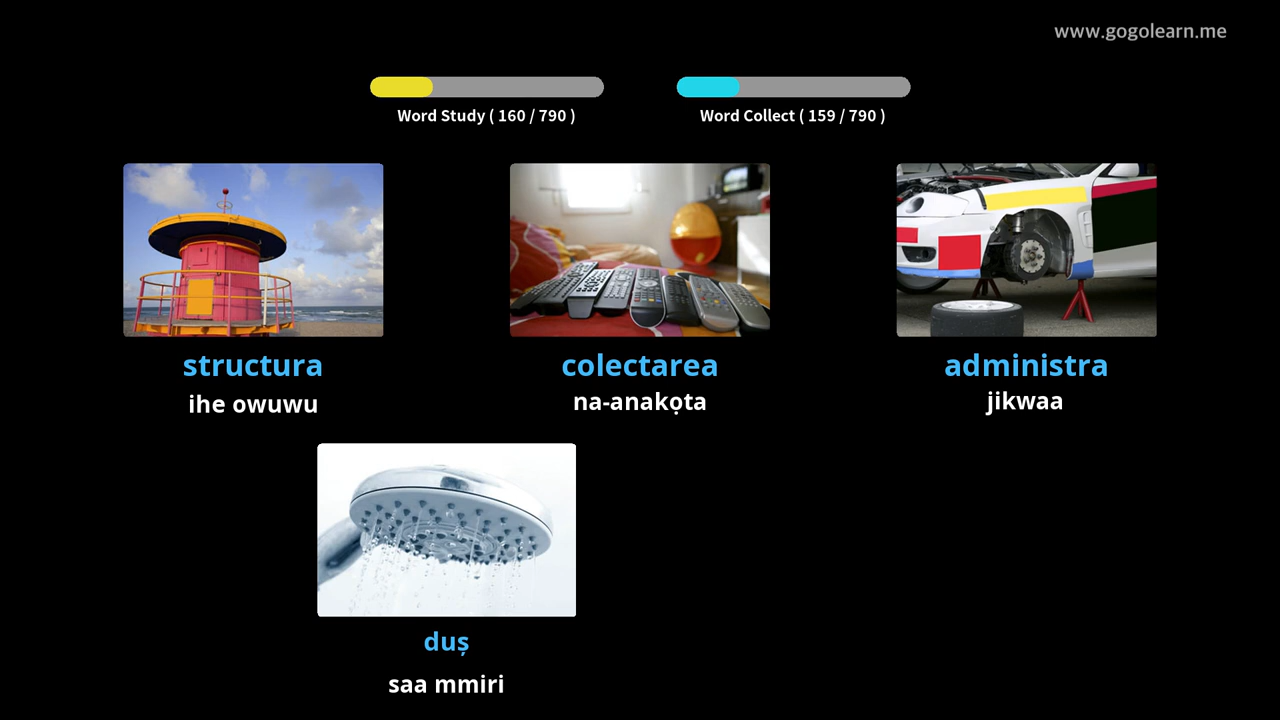 www.gogolearn.me
Word Study ( 160 / 790 )
Word Collect ( 159 / 790 )
structura
colectarea
administra
ihe owuwu
na-anakọta
jikwaa
duș
saa mmiri